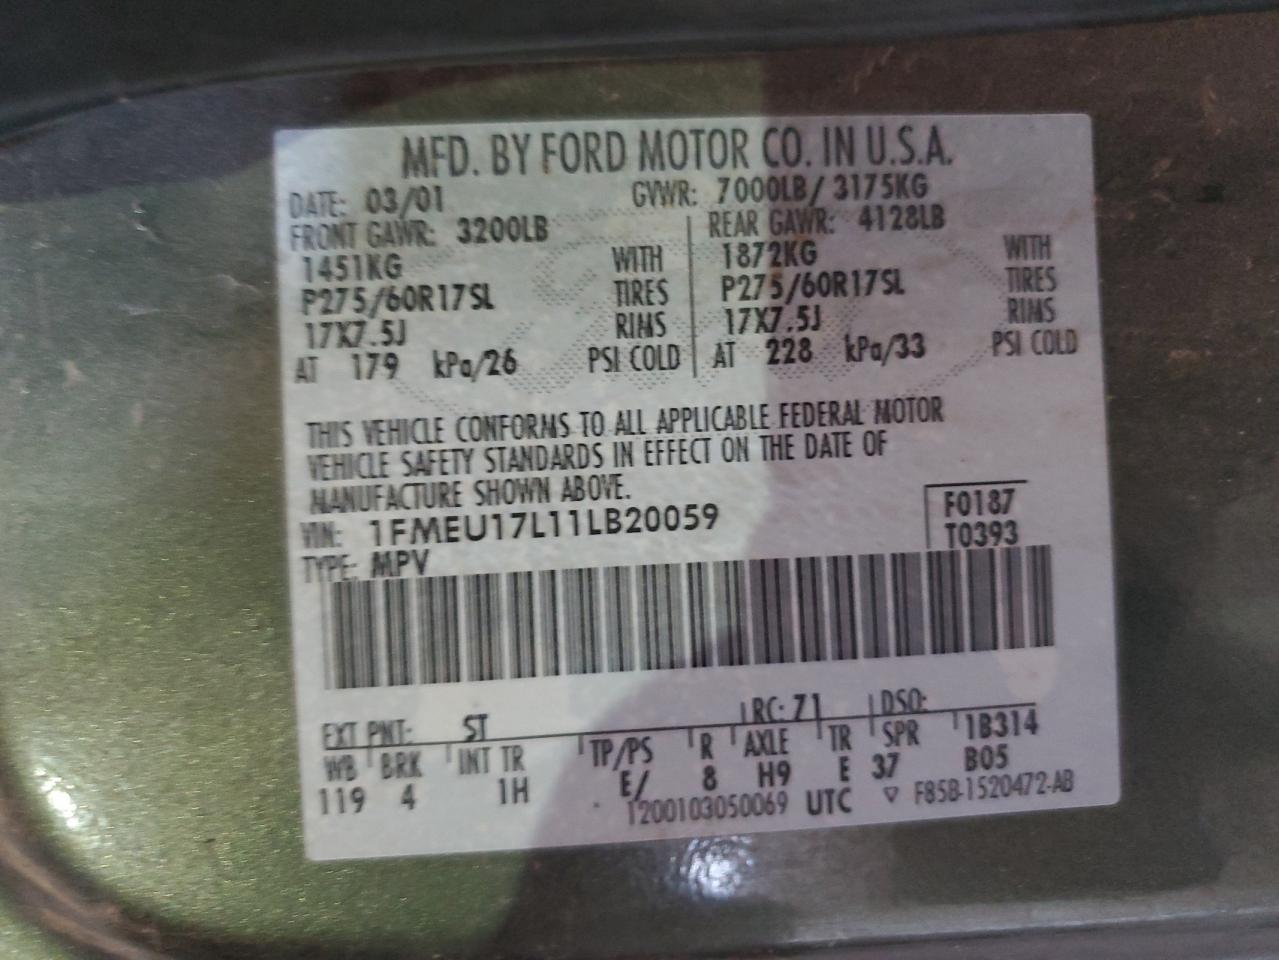 MFD. BY FORD MOTOR CO. IN U.S.A.
DATE: 03/01 GVWR: 7000LB/ 3175KG
FRONT GAWR: 3200LB REAR GAWR: 4128LB
1451KG WITH 1872KG WITH
P275/60R17SL TIRES P275/60R17SL TIRES
17X7.5J RIMS 17X7.5J RIMS
AT 179 kPa/26 PSI COLD AT 228 kPa/33 PSI COLD
THIS VEHICLE CONFORMS TO ALL APPLICABLE FEDERAL MOTOR
VEHICLE SAFETY STANDARDS IN EFFECT ON THE DATE OF
MANUFACTURE SHOWN ABOVE.
VIN: 1FMEU17L11LB20059 F0187
TYPE: MPV T0393
EXT PNT: ST RC: 71 DSO:
WB BRK INT TR TP/PS R AXLE TR SPR 1B314
119 4 1H E/ 8 H9 E 37 B05
1200103050069 UTC ▽ F85B-1520472-AB